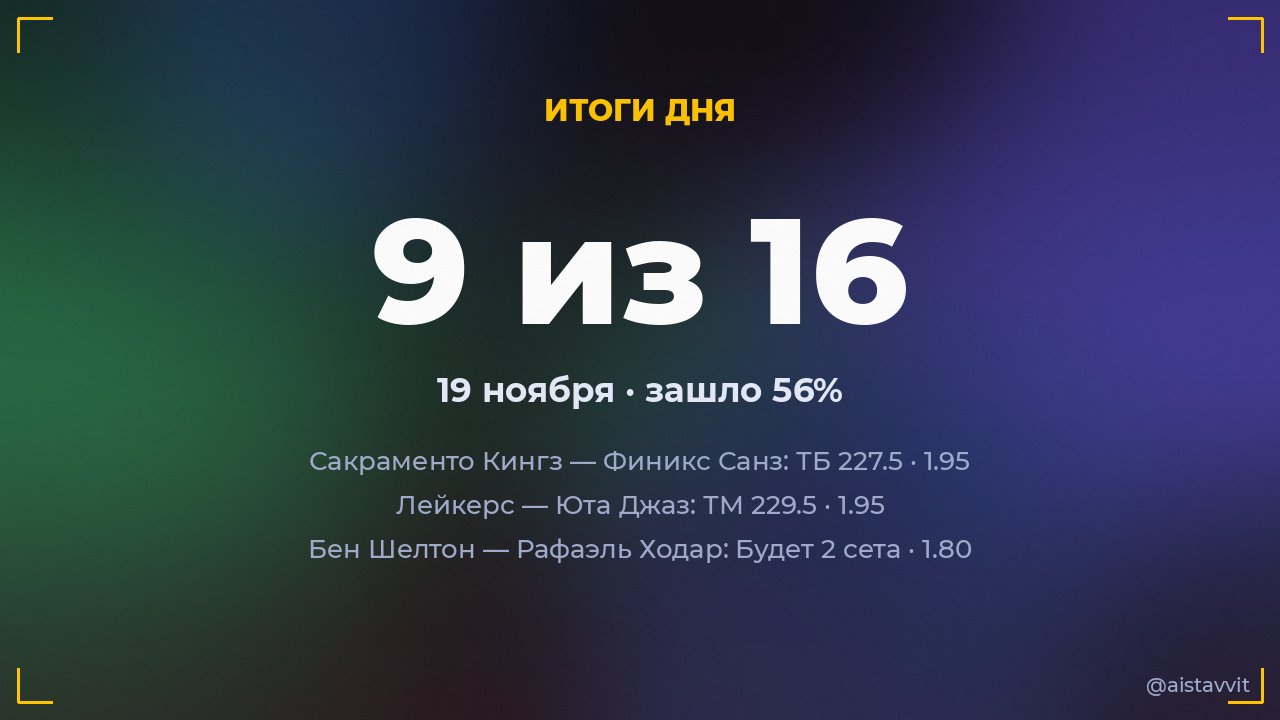 ИТОГИ ДНЯ
9 из 16
19 ноября · зашло 56%
Сакраменто Кингз — Финикс Санз: ТБ 227.5 · 1.95
Лейкерс — Юта Джаз: ТМ 229.5 · 1.95
Бен Шелтон — Рафаэль Ходар: Будет 2 сета · 1.80
@aistavvit